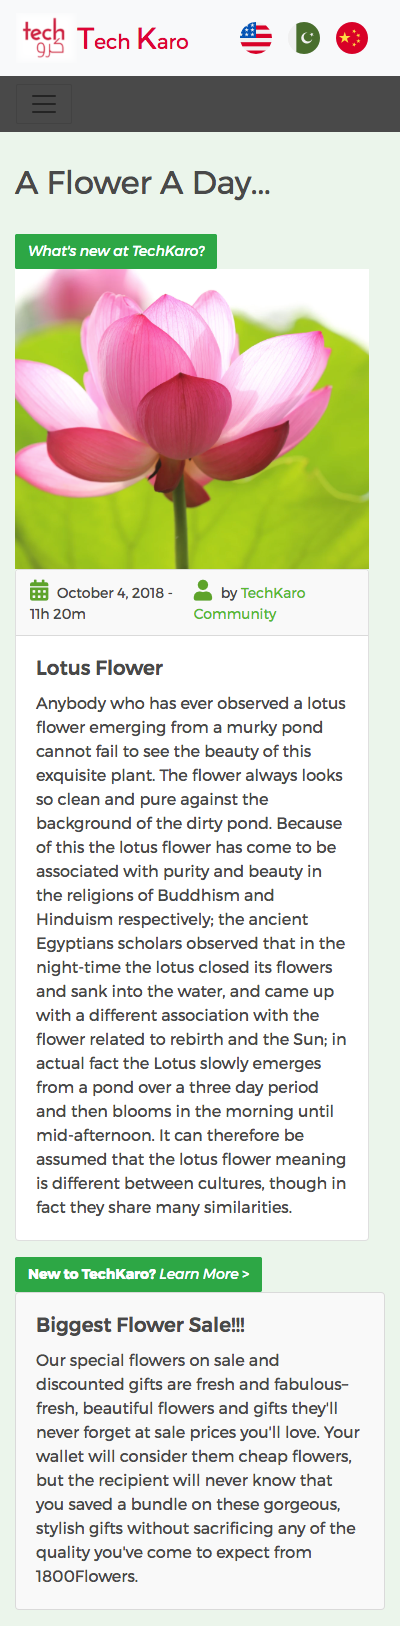 tech
کرو
Tech Karo
A Flower A Day...
What's new at TechKaro?
October 4, 2018 -
11h 20m
by TechKaro
Community
Lotus Flower
Anybody who has ever observed a lotus
flower emerging from a murky pond
cannot fail to see the beauty of this
exquisite plant. The flower always looks
so clean and pure against the
background of the dirty pond. Because
of this the lotus flower has come to be
associated with purity and beauty in
the religions of Buddhism and
Hinduism respectively; the ancient
Egyptians scholars observed that in the
night-time the lotus closed its flowers
and sank into the water, and came up
with a different association with the
flower related to rebirth and the Sun; in
actual fact the Lotus slowly emerges
from a pond over a three day period
and then blooms in the morning until
mid-afternoon. It can therefore be
assumed that the lotus flower meaning
is different between cultures, though in
fact they share many similarities.
New to TechKaro? Learn More >
Biggest Flower Sale!!!
Our special flowers on sale and
discounted gifts are fresh and fabulous–
fresh, beautiful flowers and gifts they'll
never forget at sale prices you'll love. Your
wallet will consider them cheap flowers,
but the recipient will never know that
you saved a bundle on these gorgeous,
stylish gifts without sacrificing any of the
quality you've come to expect from
1800Flowers.